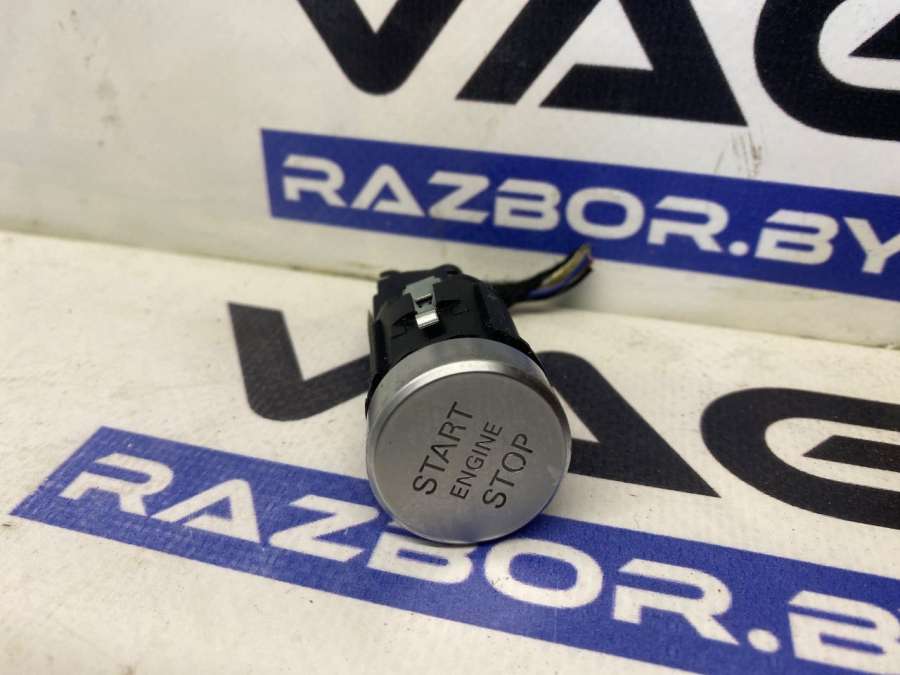 VAG
RAZBOR.BY
START
ENGINE
STOP
VAG
RAZBOR.BY